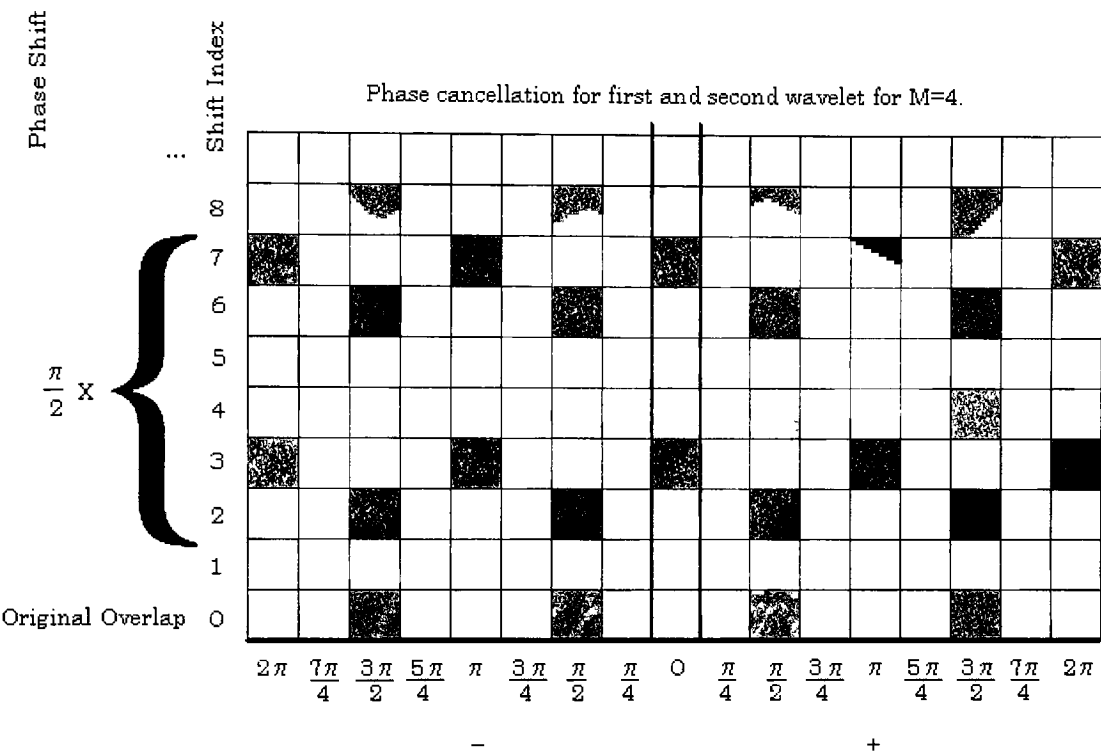 Phase Shift
Shift Index
Phase cancellation for first and second wavelet for M=4.
...
8
7
6
5
π/2 X
4
3
2
1
Original Overlap 0
2π 7π/4 3π/2 5π/4 π 3π/4 π/2 π/4 0 π/4 π/2 3π/4 π 5π/4 3π/2 7π/4 2π
− +